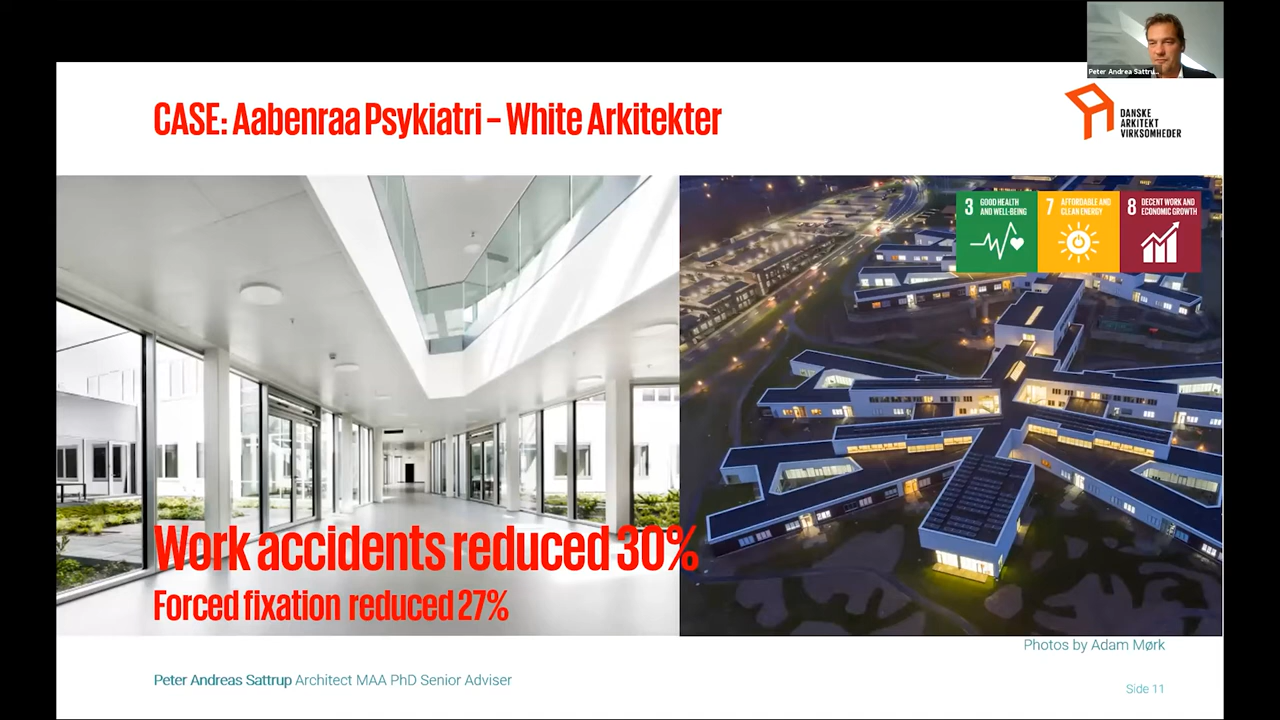 Peter Andrea Sattru...
CASE: Aabenraa Psykiatri – White Arkitekter
DANSKE
ARKITEKT
VIRKSOMHEDER
3 GOOD HEALTH
AND WELL-BEING
7 AFFORDABLE AND
CLEAN ENERGY
8 DECENT WORK AND
ECONOMIC GROWTH
Work accidents reduced 30%
Forced fixation reduced 27%
Photos by Adam Mørk
Peter Andreas Sattrup Architect MAA PhD Senior Adviser
Side 11